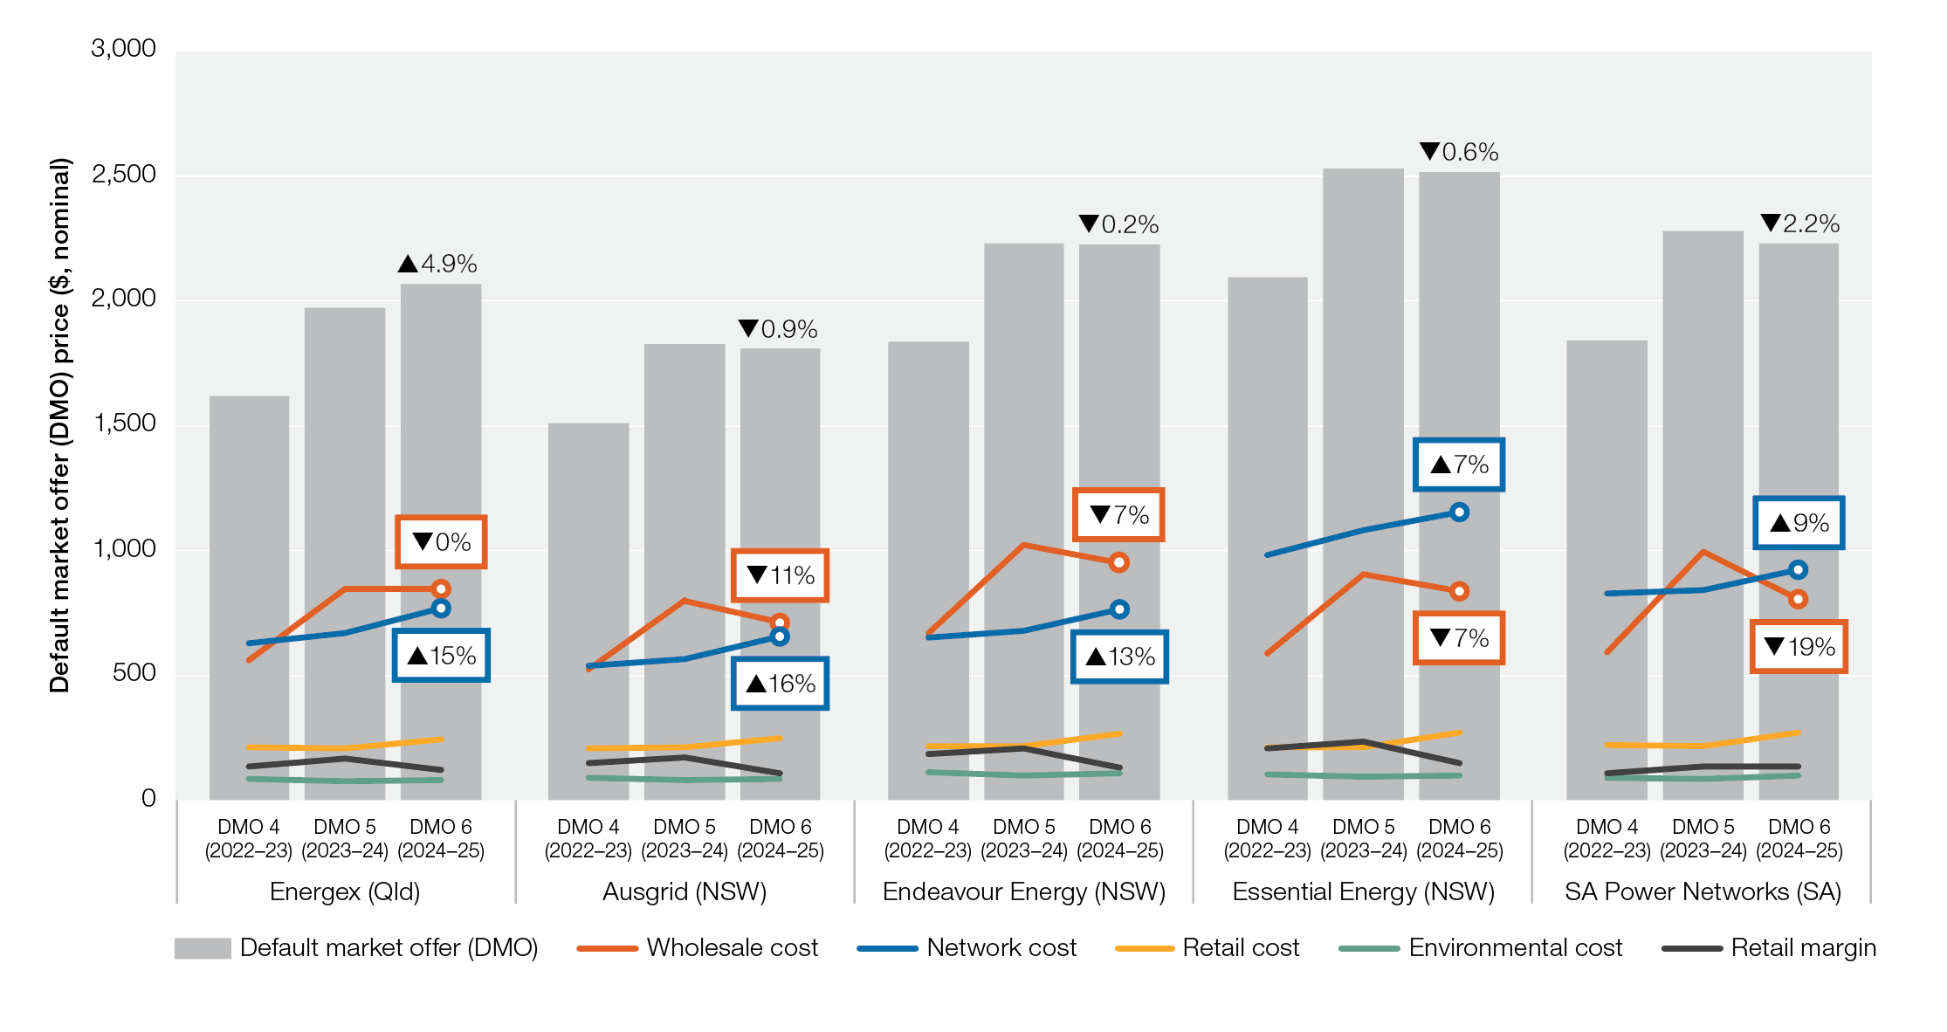 Default market offer (DMO) price ($, nominal)
3,000
2,500
2,000
1,500
1,000
500
0
▲4.9%
▼0%
▲15%
▼0.9%
▼11%
▲16%
▼0.2%
▼7%
▲13%
▼0.6%
▲7%
▼7%
▼2.2%
▲9%
▼19%
DMO 4
(2022–23)
DMO 5
(2023–24)
DMO 6
(2024–25)
Energex (Qld)
DMO 4
(2022–23)
DMO 5
(2023–24)
DMO 6
(2024–25)
Ausgrid (NSW)
DMO 4
(2022–23)
DMO 5
(2023–24)
DMO 6
(2024–25)
Endeavour Energy (NSW)
DMO 4
(2022–23)
DMO 5
(2023–24)
DMO 6
(2024–25)
Essential Energy (NSW)
DMO 4
(2022–23)
DMO 5
(2023–24)
DMO 6
(2024–25)
SA Power Networks (SA)
Default market offer (DMO)
Wholesale cost
Network cost
Retail cost
Environmental cost
Retail margin